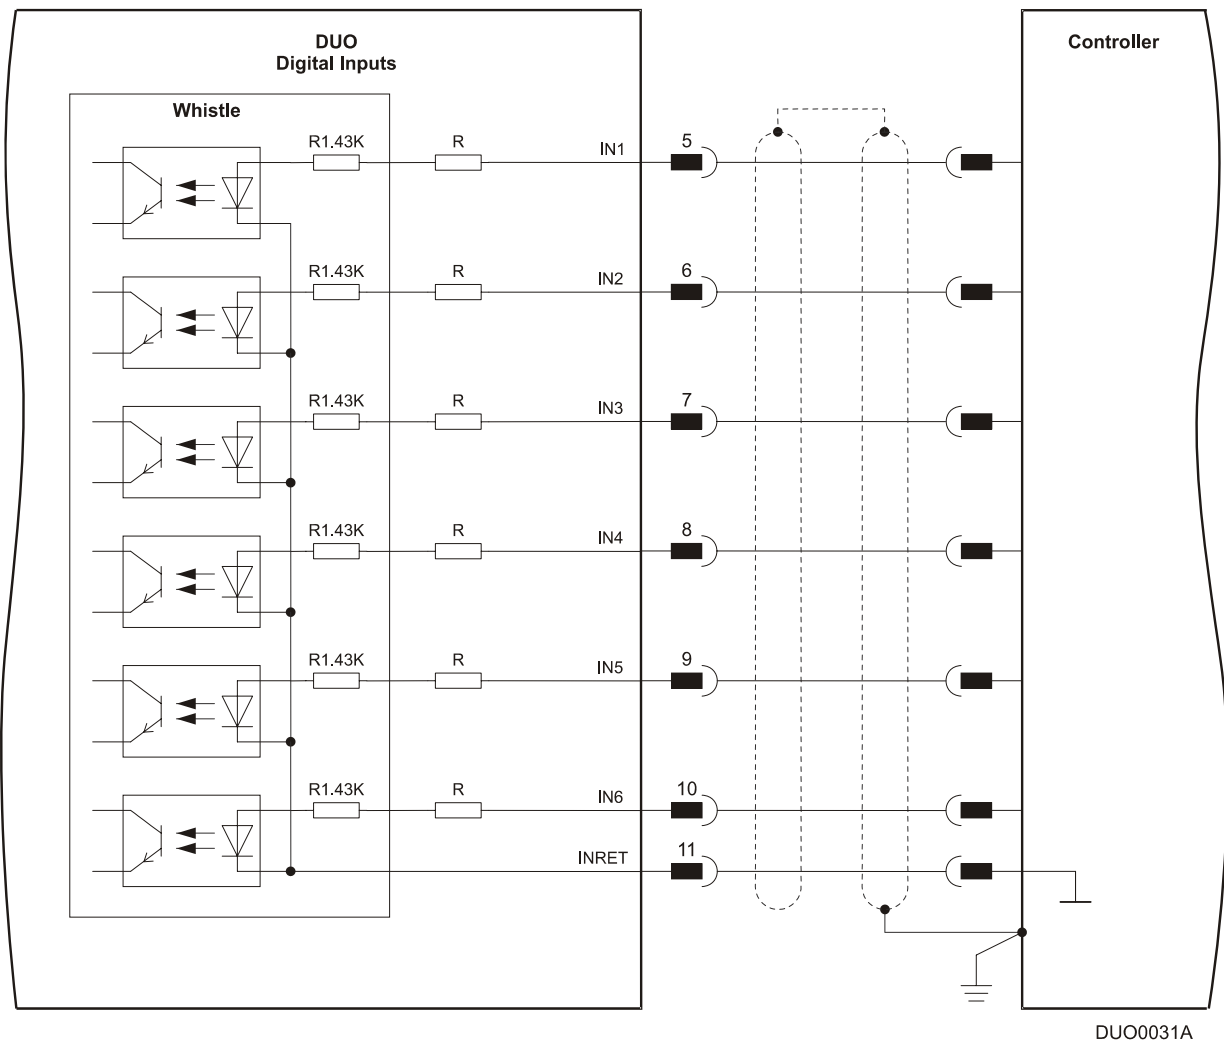 DUO
Digital Inputs
Controller
Whistle
R1.43K R IN1 5
R1.43K R IN2 6
R1.43K R IN3 7
R1.43K R IN4 8
R1.43K R IN5 9
R1.43K R IN6 10
INRET 11
DUO0031A